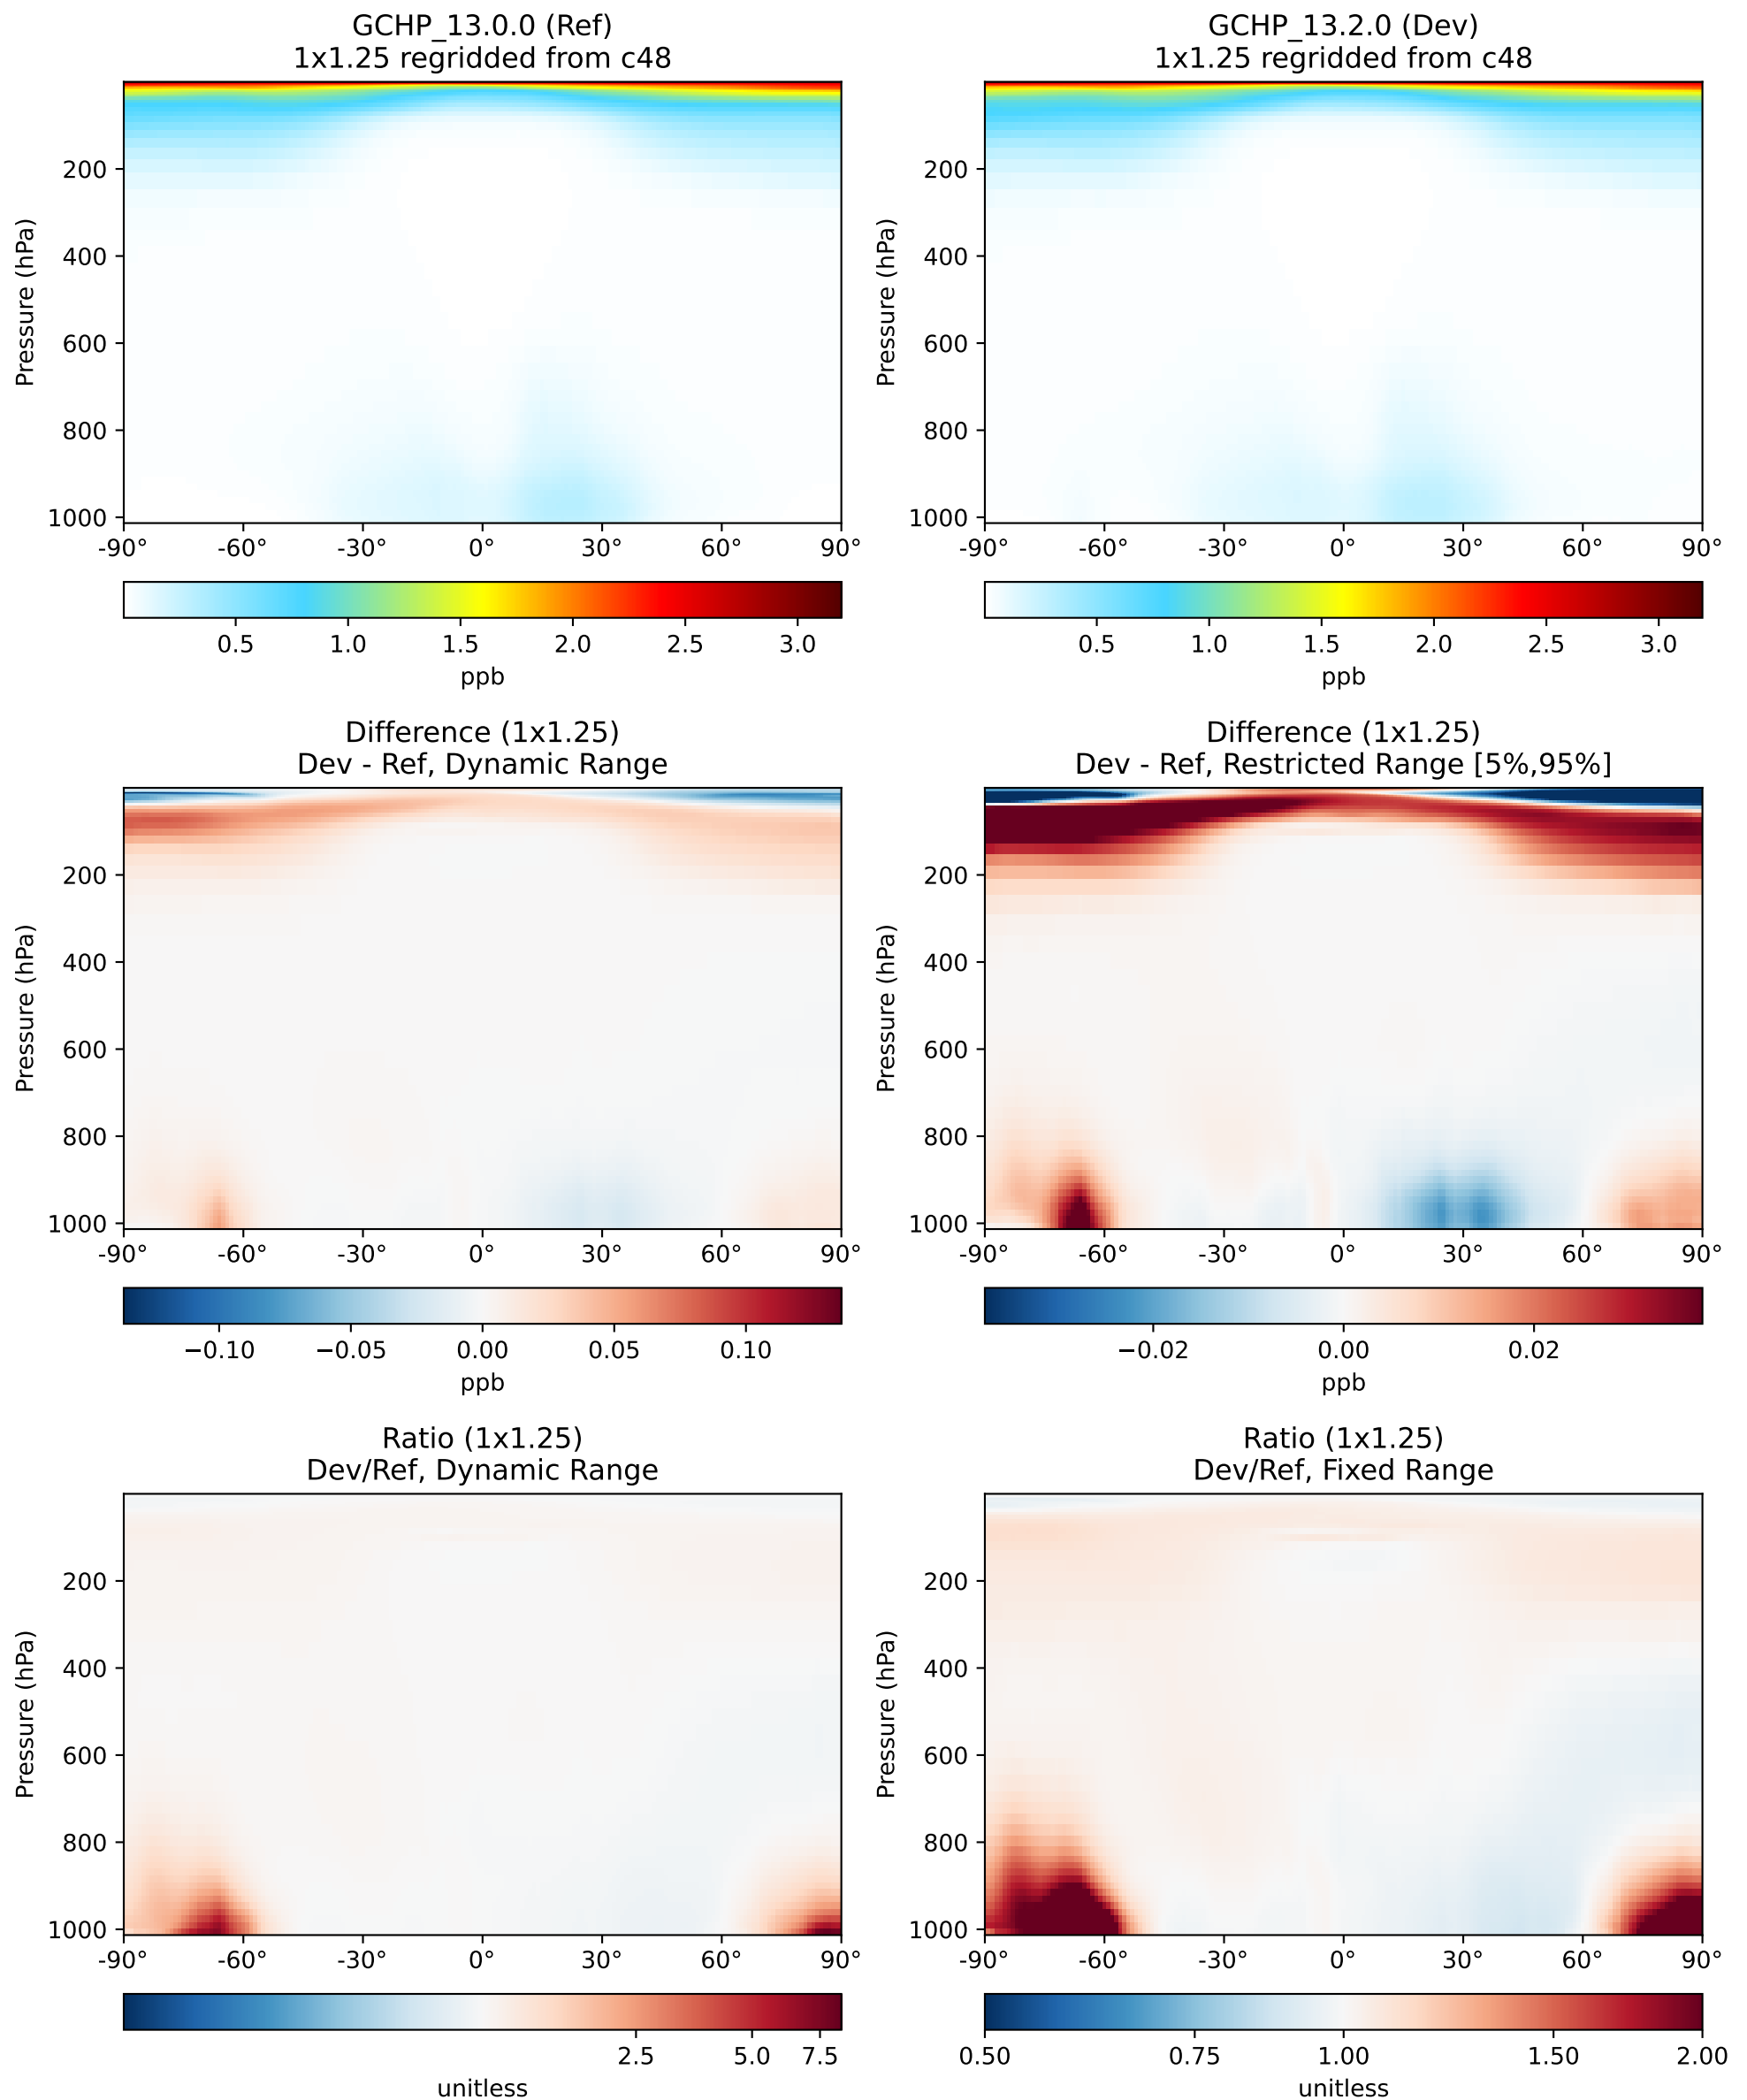 GCHP_13.0.0 (Ref)
1x1.25 regridded from c48
Pressure (hPa)
200
400
600
800
1000
-90° -60° -30° 0° 30° 60° 90°
0.5 1.0 1.5 2.0 2.5 3.0
ppb
GCHP_13.2.0 (Dev)
1x1.25 regridded from c48
Pressure (hPa)
200
400
600
800
1000
-90° -60° -30° 0° 30° 60° 90°
0.5 1.0 1.5 2.0 2.5 3.0
ppb
Difference (1x1.25)
Dev - Ref, Dynamic Range
Pressure (hPa)
200
400
600
800
1000
-90° -60° -30° 0° 30° 60° 90°
−0.10 −0.05 0.00 0.05 0.10
ppb
Difference (1x1.25)
Dev - Ref, Restricted Range [5%,95%]
Pressure (hPa)
200
400
600
800
1000
-90° -60° -30° 0° 30° 60° 90°
−0.02 0.00 0.02
ppb
Ratio (1x1.25)
Dev/Ref, Dynamic Range
Pressure (hPa)
200
400
600
800
1000
-90° -60° -30° 0° 30° 60° 90°
2.5 5.0 7.5
unitless
Ratio (1x1.25)
Dev/Ref, Fixed Range
Pressure (hPa)
200
400
600
800
1000
-90° -60° -30° 0° 30° 60° 90°
0.50 0.75 1.00 1.50 2.00
unitless